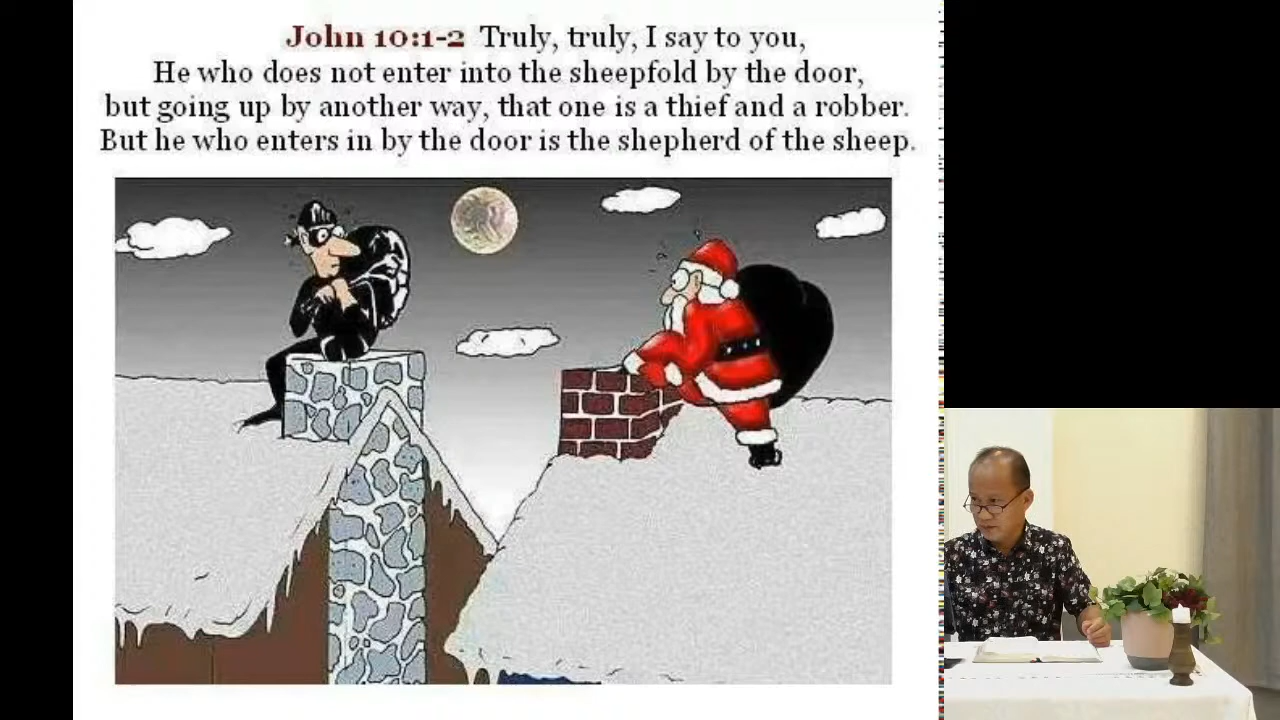 John 10:1-2 Truly, truly, I say to you,
He who does not enter into the sheepfold by the door,
but going up by another way, that one is a thief and a robber.
But he who enters in by the door is the shepherd of the sheep.